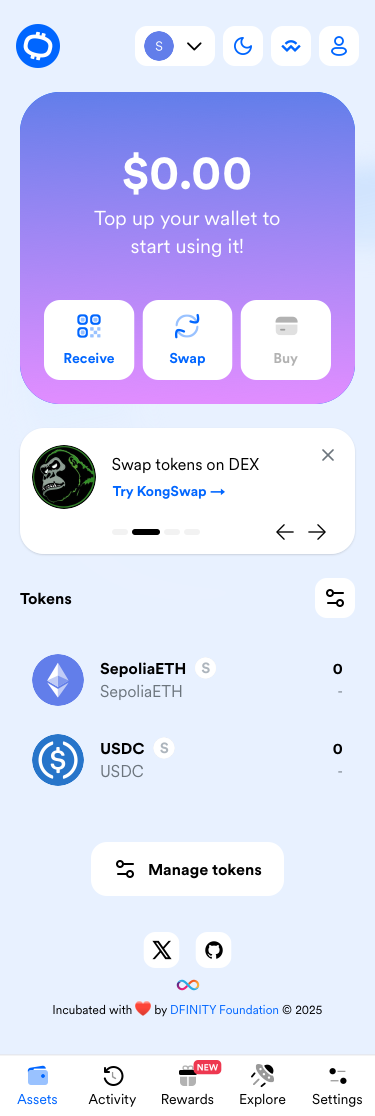 S
$0.00
Top up your wallet to
start using it!
Receive
Swap
Buy
Swap tokens on DEX
Try KongSwap →
Tokens
SepoliaETH S
0
SepoliaETH
-
USDC S
0
USDC
-
Manage tokens
Incubated with ❤️ by DFINITY Foundation © 2025
NEW
Assets
Activity
Rewards
Explore
Settings